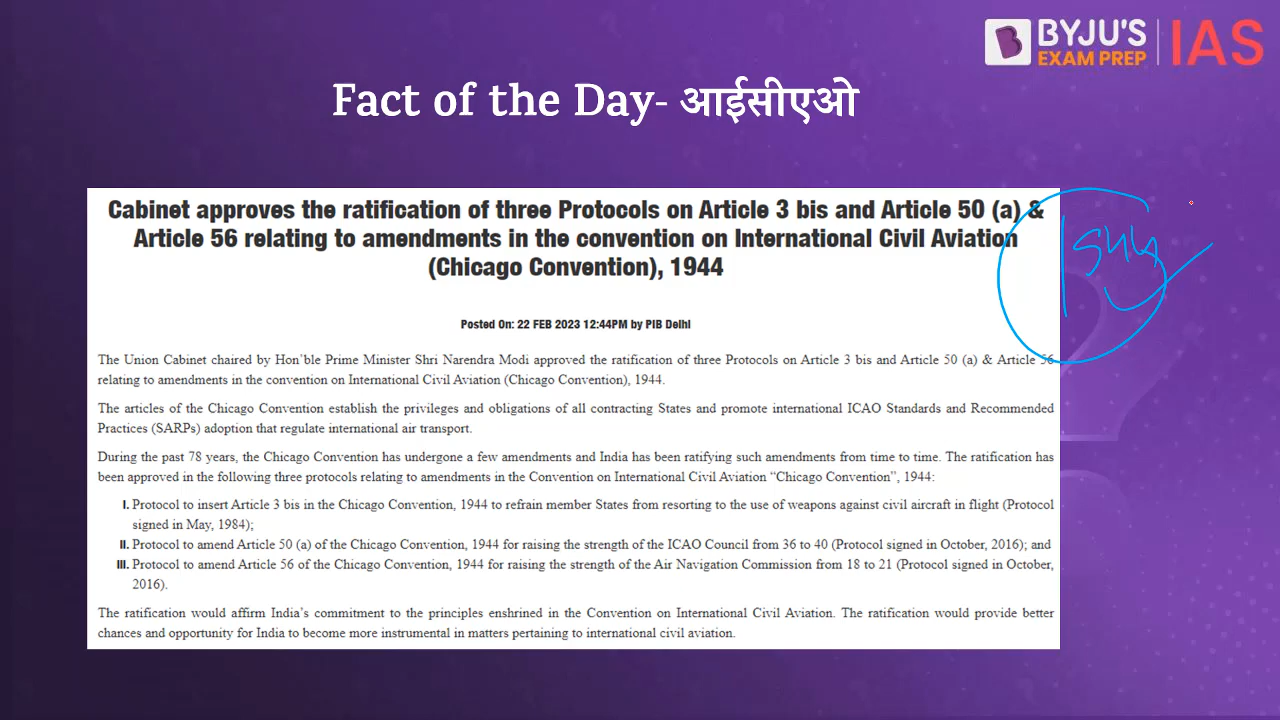 BYJU'S
EXAM PREP
IAS
Fact of the Day- आईसीएओ
Cabinet approves the ratification of three Protocols on Article 3 bis and Article 50 (a) &
Article 56 relating to amendments in the convention on International Civil Aviation
(Chicago Convention), 1944
Posted On: 22 FEB 2023 12:44PM by PIB Delhi
The Union Cabinet chaired by Hon'ble Prime Minister Shri Narendra Modi approved the ratification of three Protocols on Article 3 bis and Article 50 (a) & Article 56
relating to amendments in the convention on International Civil Aviation (Chicago Convention), 1944.
The articles of the Chicago Convention establish the privileges and obligations of all contracting States and promote international ICAO Standards and Recommended
Practices (SARPs) adoption that regulate international air transport.
During the past 78 years, the Chicago Convention has undergone a few amendments and India has been ratifying such amendments from time to time. The ratification has
been approved in the following three protocols relating to amendments in the Convention on International Civil Aviation “Chicago Convention”, 1944:
I. Protocol to insert Article 3 bis in the Chicago Convention, 1944 to refrain member States from resorting to the use of weapons against civil aircraft in flight (Protocol
signed in May, 1984);
II. Protocol to amend Article 50 (a) of the Chicago Convention, 1944 for raising the strength of the ICAO Council from 36 to 40 (Protocol signed in October, 2016); and
III. Protocol to amend Article 56 of the Chicago Convention, 1944 for raising the strength of the Air Navigation Commission from 18 to 21 (Protocol signed in October,
2016).
The ratification would affirm India's commitment to the principles enshrined in the Convention on International Civil Aviation. The ratification would provide better
chances and opportunity for India to become more instrumental in matters pertaining to international civil aviation.